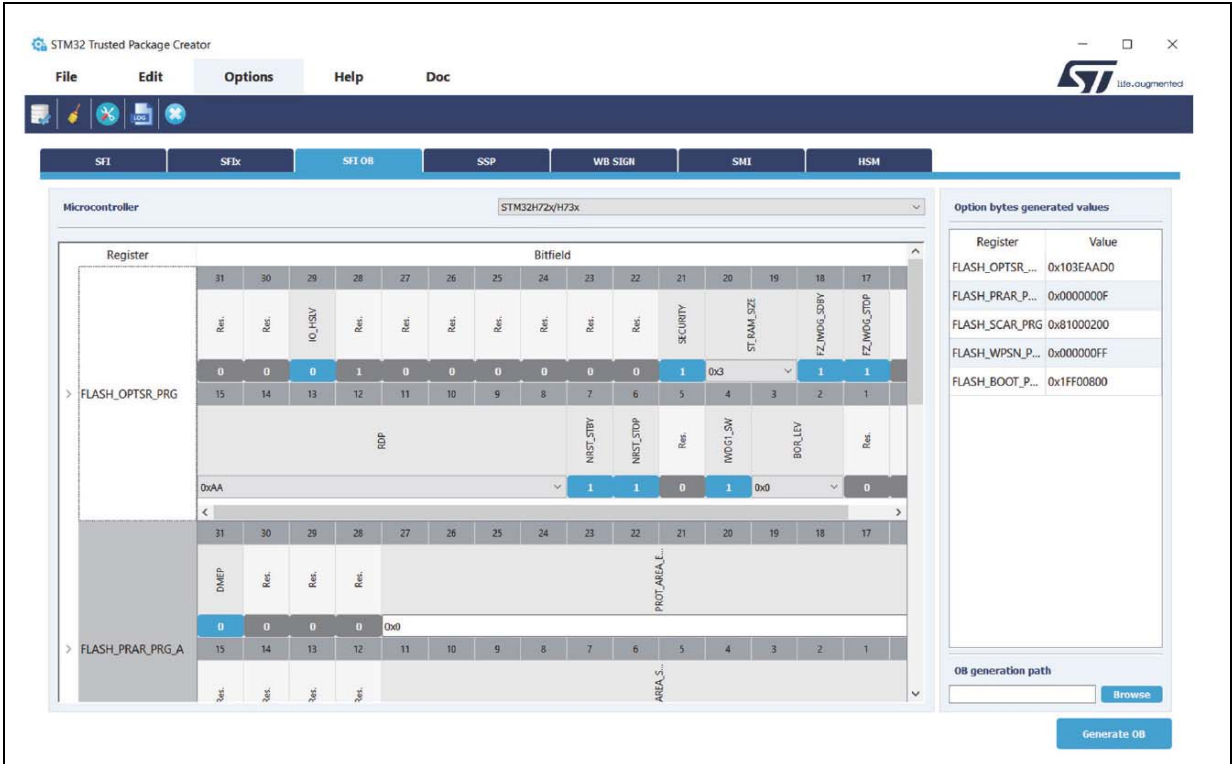 STM32 Trusted Package Creator
File Edit Options Help Doc
ST life.augmented
LOG
SFI SFIx SFI OB SSP WB SIGN SMI HSM
Microcontroller STM32H72x/H73x
Option bytes generated values
Register Bitfield
Register Value
FLASH_OPTSR_... 0x103EAAD0
FLASH_PRAR_P... 0x0000000F
FLASH_SCAR_PRG 0x81000200
FLASH_WPSN_P... 0x000000FF
FLASH_BOOT_P... 0x1FF00800
31 30 29 28 27 26 25 24 23 22 21 20 19 18 17
Res. Res. IO_HSLV Res. Res. Res. Res. Res. Res. Res. SECURITY ST_RAM_SIZE FZ_IWDG_SDBY FZ_IWDG_STOP
0 0 0 1 0 0 0 0 0 0 1 0x3 1 1
> FLASH_OPTSR_PRG
15 14 13 12 11 10 9 8 7 6 5 4 3 2 1
RDP NRST_STBY NRST_STOP Res. IWDG1_SW BOR_LEV Res.
0xAA 1 1 0 1 0x0 0
< >
31 30 29 28 27 26 25 24 23 22 21 20 19 18 17
DMEP Res. Res. Res. PROT_AREA_E...
0 0 0 0 0x0
> FLASH_PRAR_PRG_A
15 14 13 12 11 10 9 8 7 6 5 4 3 2 1
Res. Res. Res. Res. AREA_S...
OB generation path
Browse
Generate OB